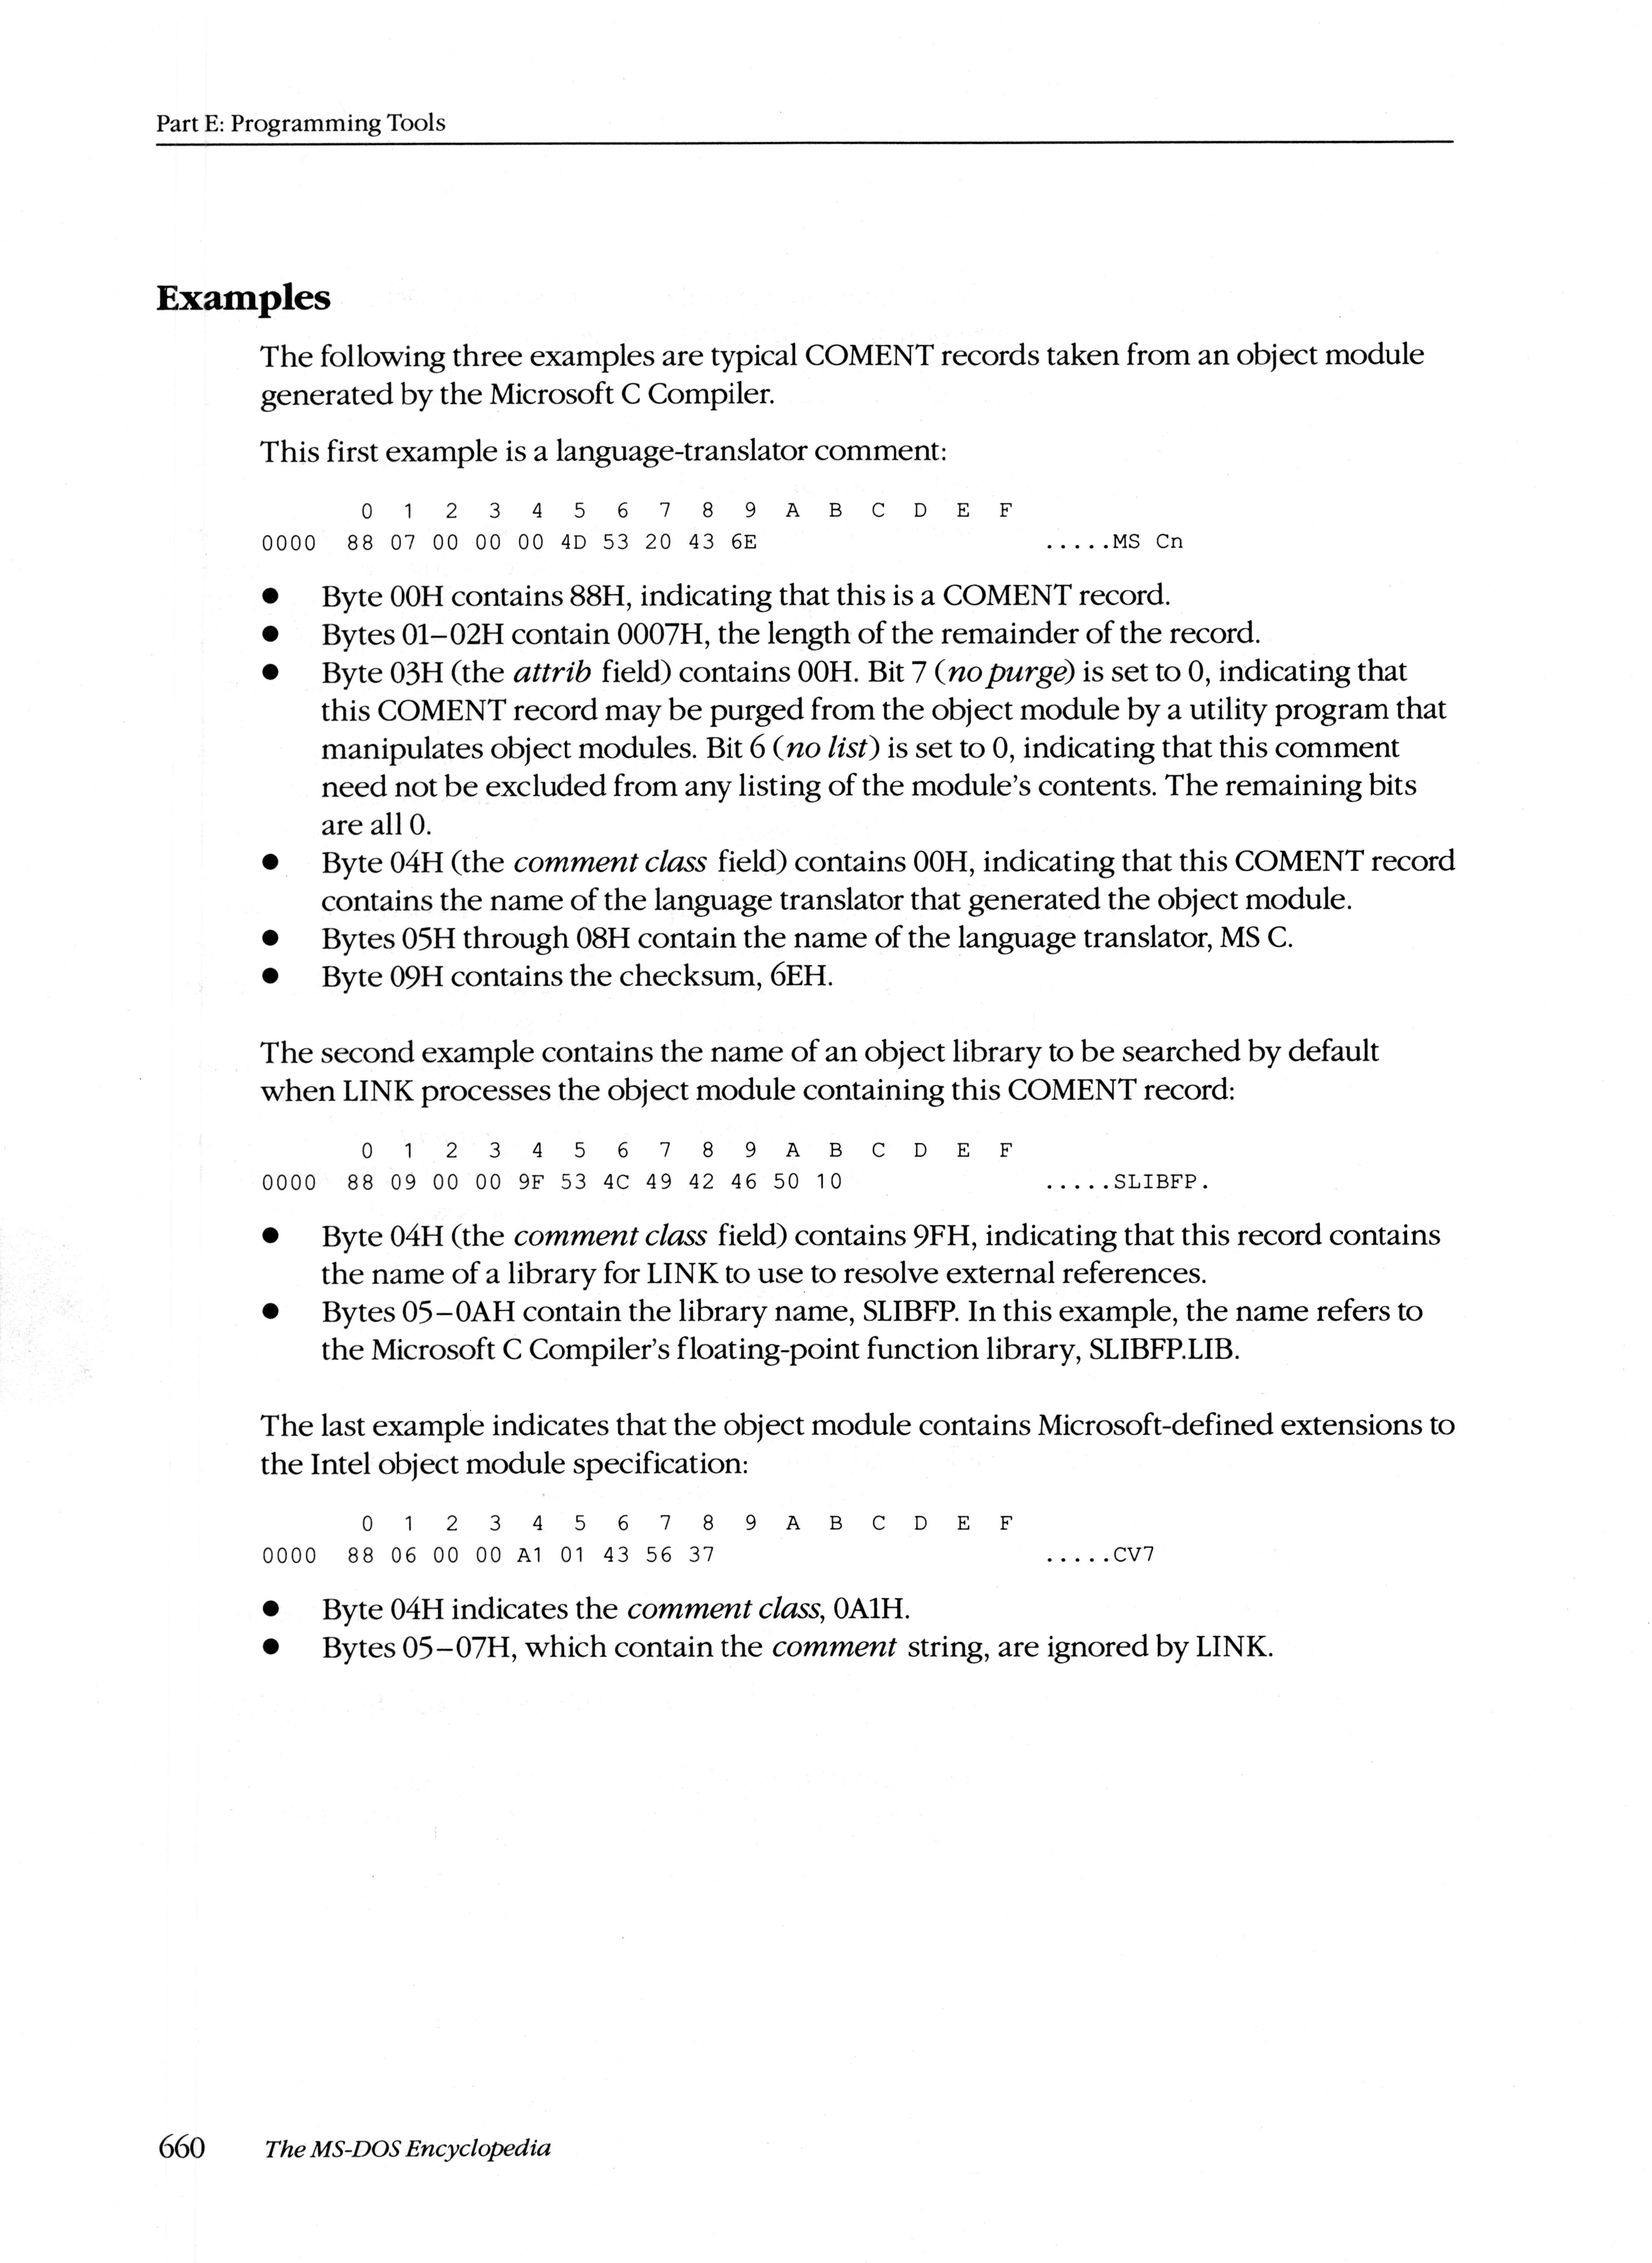 Part E: Programming Tools
Examples
The following three examples are typical COMENT records taken from an object module
generated by the Microsoft C Compiler.
This first example is a language-translator comment:
0 1 2 3 4 5 6 7 8 9 A B C D E F
0000 88 07 00 00 00 4D 53 20 43 6E .....MS Cn
● Byte 00H contains 88H, indicating that this is a COMENT record.
● Bytes 01–02H contain 0007H, the length of the remainder of the record.
● Byte 03H (the attrib field) contains 00H. Bit 7 (no purge) is set to 0, indicating that
this COMENT record may be purged from the object module by a utility program that
manipulates object modules. Bit 6 (no list) is set to 0, indicating that this comment
need not be excluded from any listing of the module's contents. The remaining bits
are all 0.
● Byte 04H (the comment class field) contains 00H, indicating that this COMENT record
contains the name of the language translator that generated the object module.
● Bytes 05H through 08H contain the name of the language translator, MS C.
● Byte 09H contains the checksum, 6EH.
The second example contains the name of an object library to be searched by default
when LINK processes the object module containing this COMENT record:
0 1 2 3 4 5 6 7 8 9 A B C D E F
0000 88 09 00 00 9F 53 4C 49 42 46 50 10 .....SLIBFP.
● Byte 04H (the comment class field) contains 9FH, indicating that this record contains
the name of a library for LINK to use to resolve external references.
● Bytes 05–0AH contain the library name, SLIBFP. In this example, the name refers to
the Microsoft C Compiler's floating-point function library, SLIBFP.LIB.
The last example indicates that the object module contains Microsoft-defined extensions to
the Intel object module specification:
0 1 2 3 4 5 6 7 8 9 A B C D E F
0000 88 06 00 00 A1 01 43 56 37 .....CV7
● Byte 04H indicates the comment class, 0A1H.
● Bytes 05–07H, which contain the comment string, are ignored by LINK.
660 The MS-DOS Encyclopedia